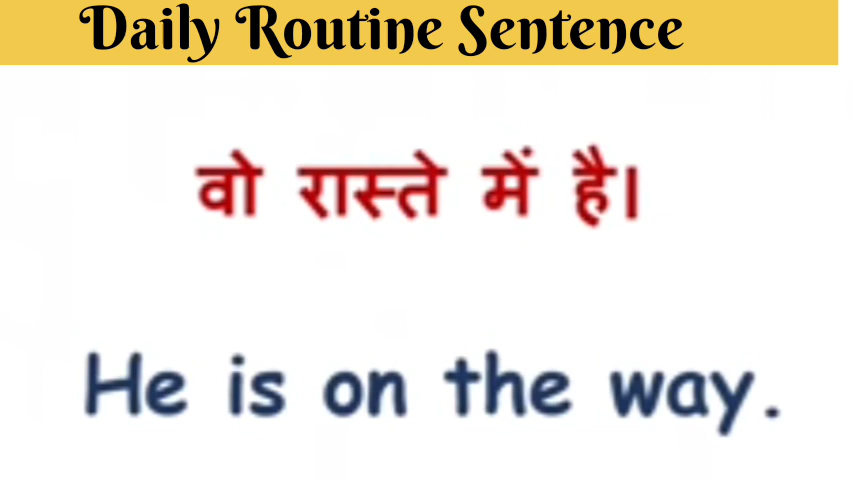 Daily Routine Sentence
वो रास्ते में है।
He is on the way.